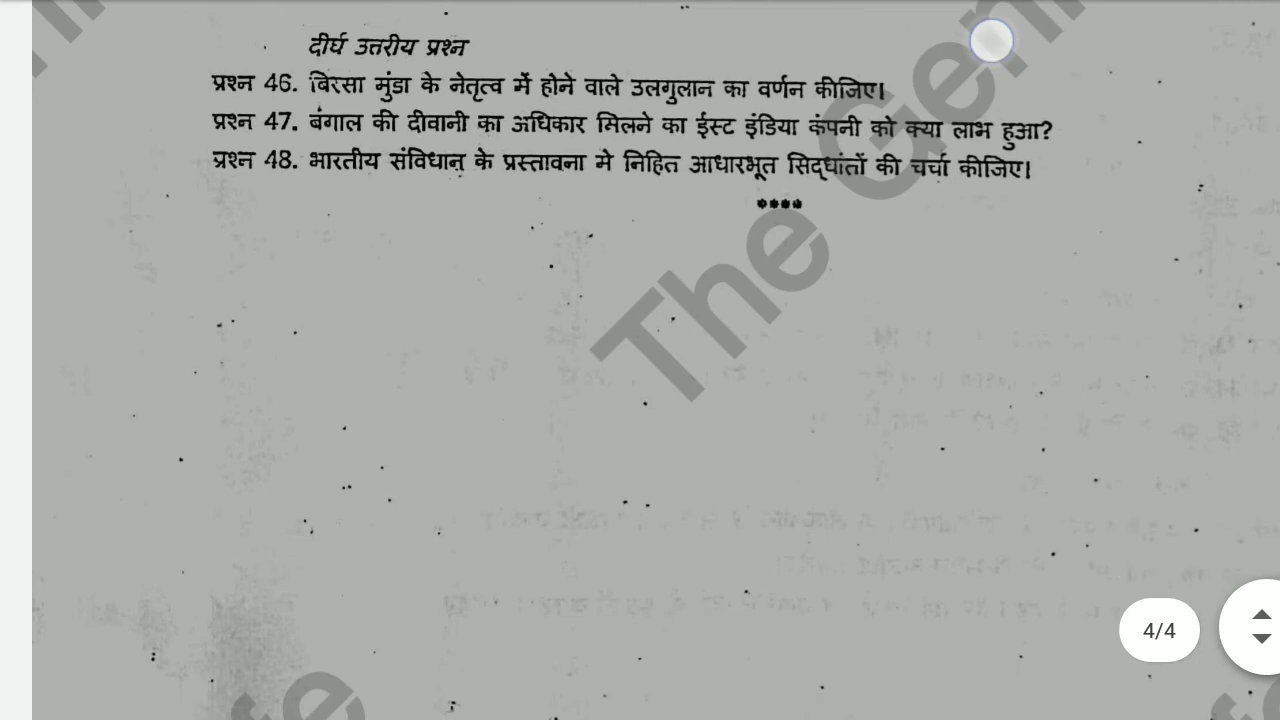 दीर्घ उत्तरीय प्रश्न
प्रश्न 46. बिरसा मुंडा के नेतृत्व में होने वाले उलगुलान का वर्णन कीजिए।
प्रश्न 47. बंगाल की दीवानी का अधिकार मिलने का ईस्ट इंडिया कंपनी को क्या लाभ हुआ?
प्रश्न 48. भारतीय संविधान के प्रस्तावना मे निहित आधारभूत सिद्धांतों की चर्चा कीजिए।
****
The Geni
4/4